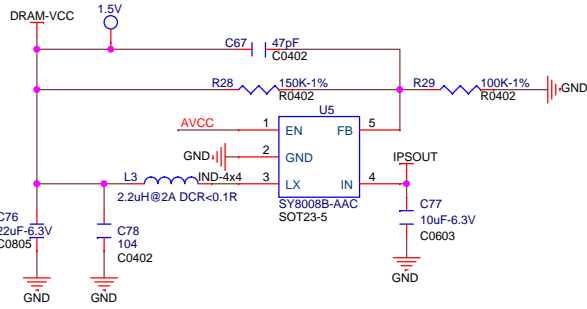 DRAM-VCC
1.5V
C67
47pF
C0402
R28
150K-1%
R0402
R29
100K-1%
R0402
GND
U5
AVCC
1
EN
FB
5
GND
2
GND
IPSOUT
L3
IND-4x4
3
LX
IN
4
2.2uH@2A DCR<0.1R
SY8008B-AAC
SOT23-5
C77
10uF-6.3V
C0603
C76
22uF-6.3V
C0805
C78
104
C0402
GND
GND
GND